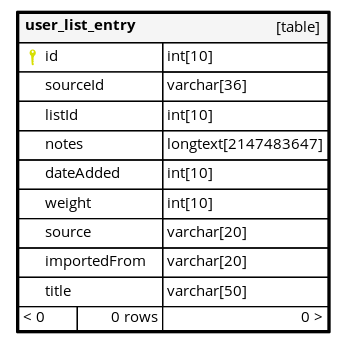 user_list_entry [table]
id int[10]
sourceId varchar[36]
listId int[10]
notes longtext[2147483647]
dateAdded int[10]
weight int[10]
source varchar[20]
importedFrom varchar[20]
title varchar[50]
< 0 0 rows 0 >